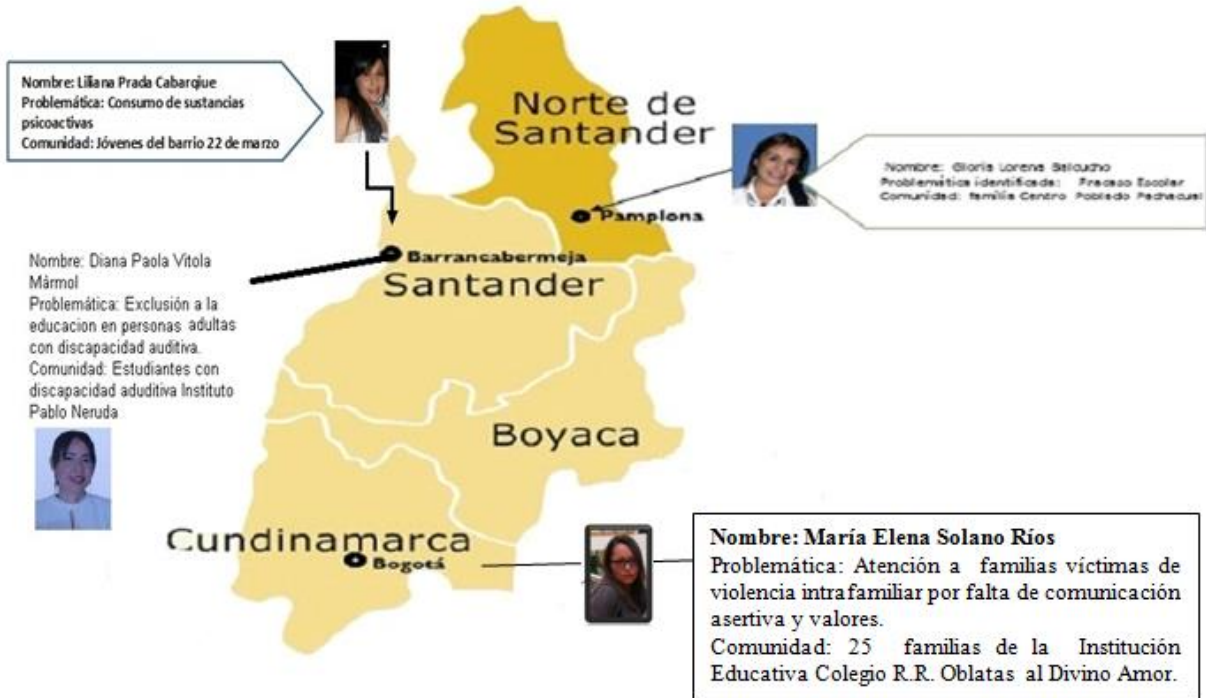 Nombre: Liliana Prada Cabarqiue
Problemática: Consumo de sustancias
psicoactivas
Comunidad: Jóvenes del barrio 22 de marzo
Norte de
Santander
Nombre: Gloria Lorena
Problemática identificada: Fracaso Escolar
Comunidad: familia Centro Poblado
Pamplona
Barrancabermeja
Santander
Nombre: Diana Paola Vitola
Mármol
Problemática: Exclusión a la
educacion en personas adultas
con discapacidad auditiva.
Comunidad: Estudiantes con
discapacidad aduditiva Instituto
Pablo Neruda
Boyaca
Cundinamarca
Bogotá
Nombre: María Elena Solano Ríos
Problemática: Atención a familias víctimas de
violencia intrafamiliar por falta de comunicación
asertiva y valores.
Comunidad: 25 familias de la Institución
Educativa Colegio R.R. Oblatas al Divino Amor.